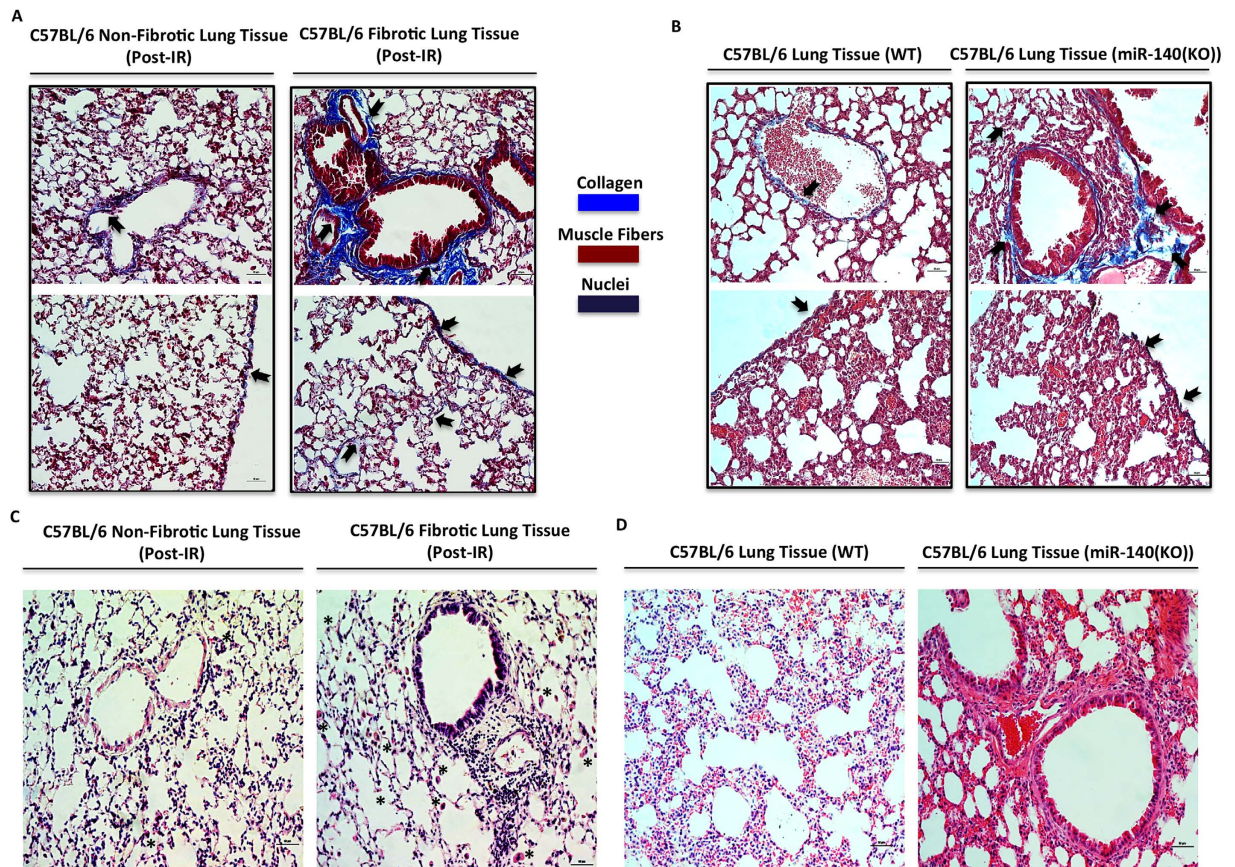 A
C57BL/6 Non-Fibrotic Lung Tissue
(Post-IR)
C57BL/6 Fibrotic Lung Tissue
(Post-IR)
Collagen
Muscle Fibers
Nuclei
B
C57BL/6 Lung Tissue (WT)
C57BL/6 Lung Tissue (miR-140(KO))
C
C57BL/6 Non-Fibrotic Lung Tissue
(Post-IR)
C57BL/6 Fibrotic Lung Tissue
(Post-IR)
D
C57BL/6 Lung Tissue (WT)
C57BL/6 Lung Tissue (miR-140(KO))